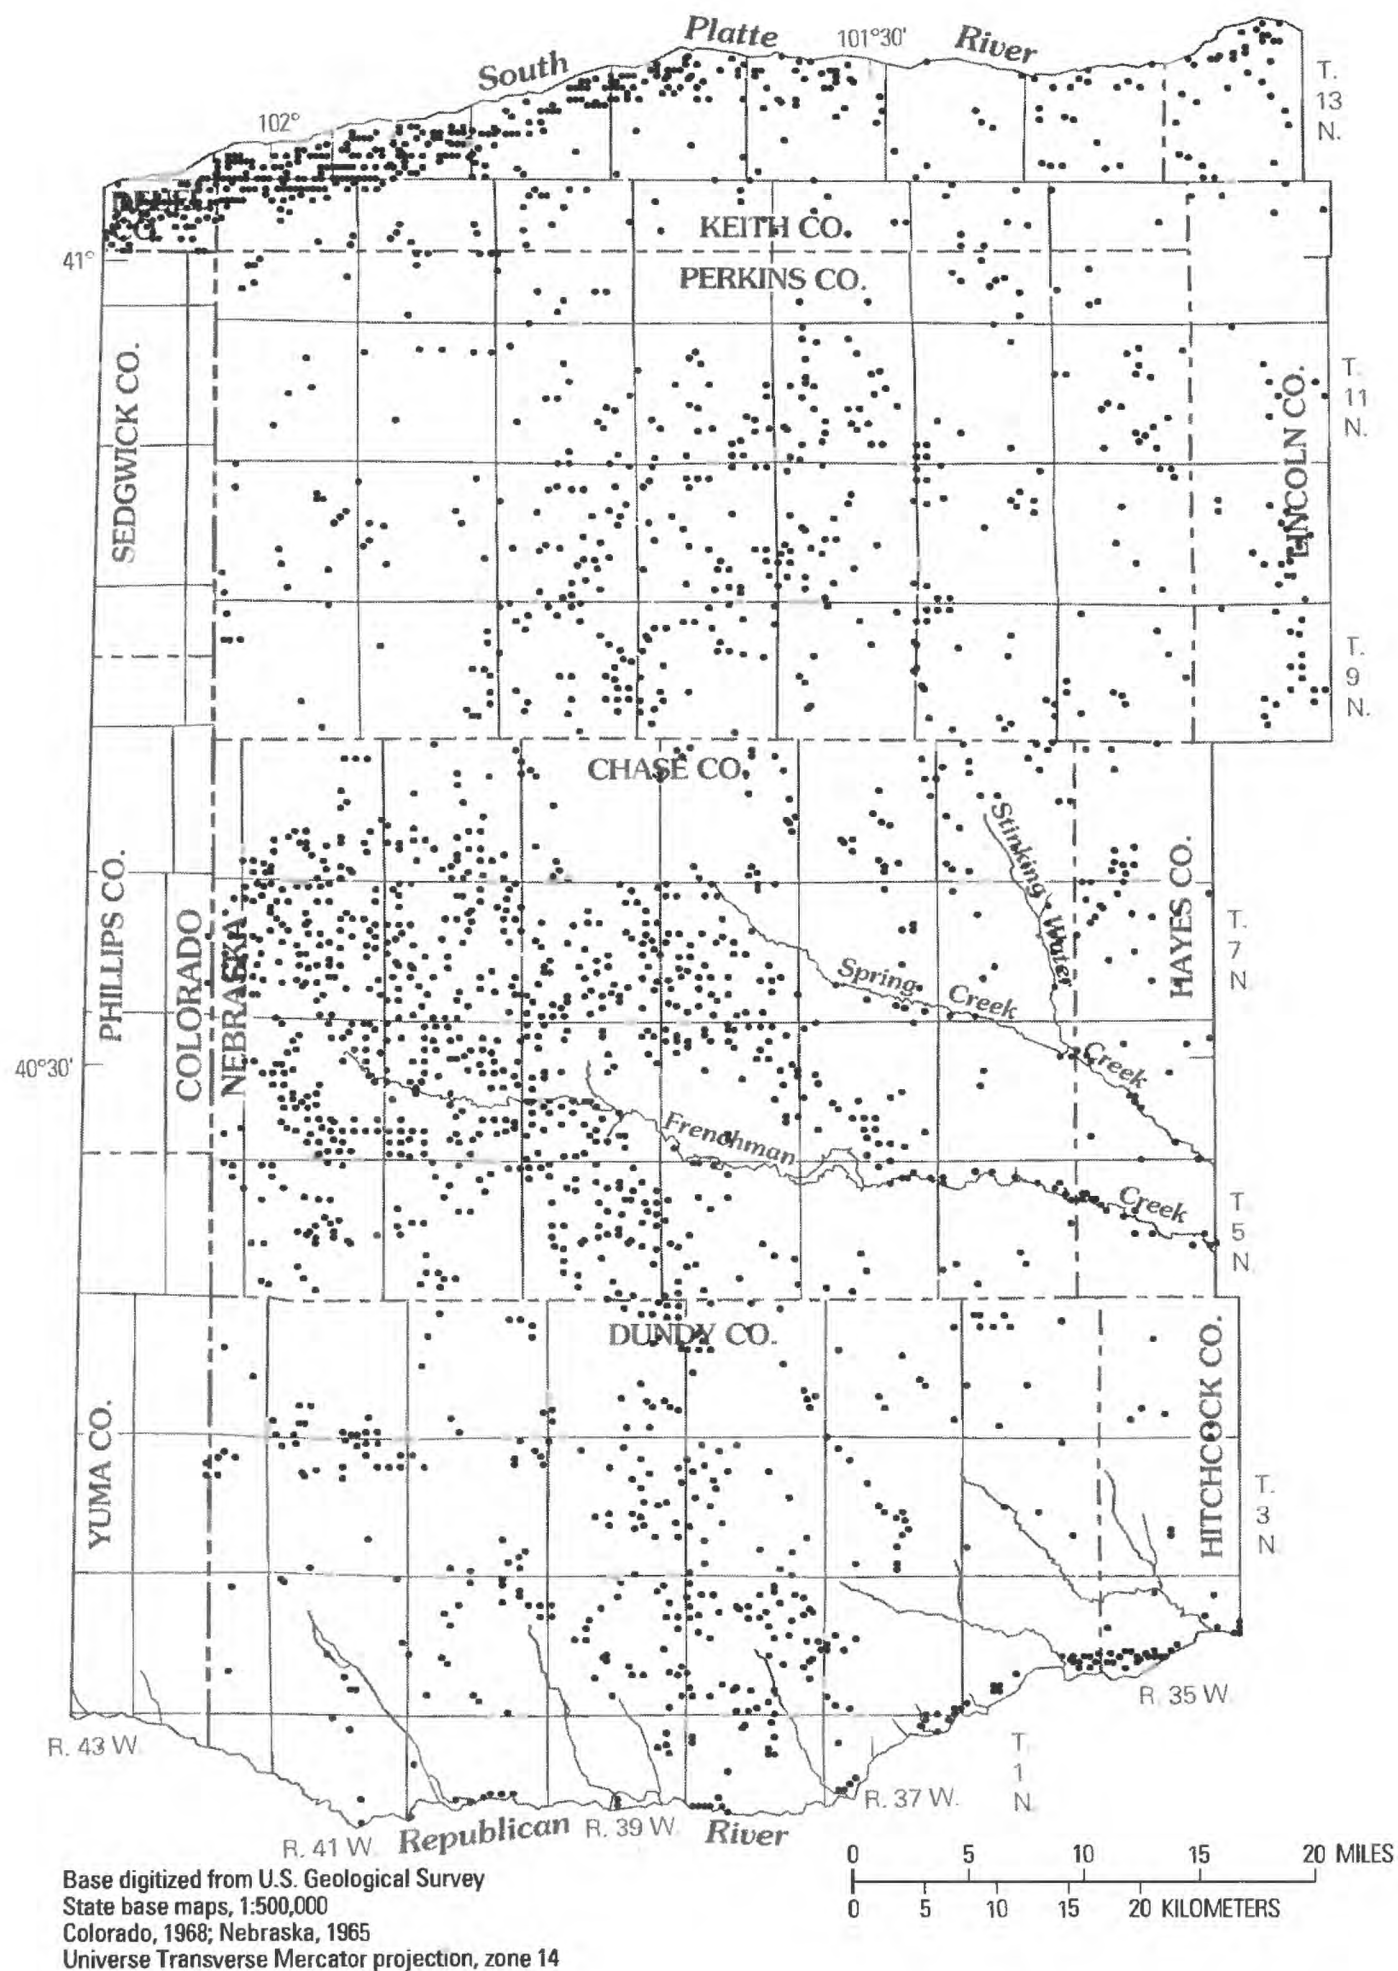 South Platte River
101°30'
102°
T. 13 N.
DEUEL CO.
KEITH CO.
41°
PERKINS CO.
SEDGWICK CO.
T. 11 N.
LINCOLN CO.
T. 9 N.
CHASE CO.
Stinking Water Creek
PHILLIPS CO.
COLORADO
NEBRASKA
HAYES CO.
T. 7 N.
Spring Creek
40°30'
Frenchman Creek
T. 5 N.
DUNDY CO.
YUMA CO.
HITCHCOCK CO.
T. 3 N.
R. 35 W.
R. 43 W.
T. 1 N.
R. 37 W.
R. 41 W.
Republican River
R. 39 W.
0 5 10 15 20 MILES
0 5 10 15 20 KILOMETERS
Base digitized from U.S. Geological Survey
State base maps, 1:500,000
Colorado, 1968; Nebraska, 1965
Universe Transverse Mercator projection, zone 14